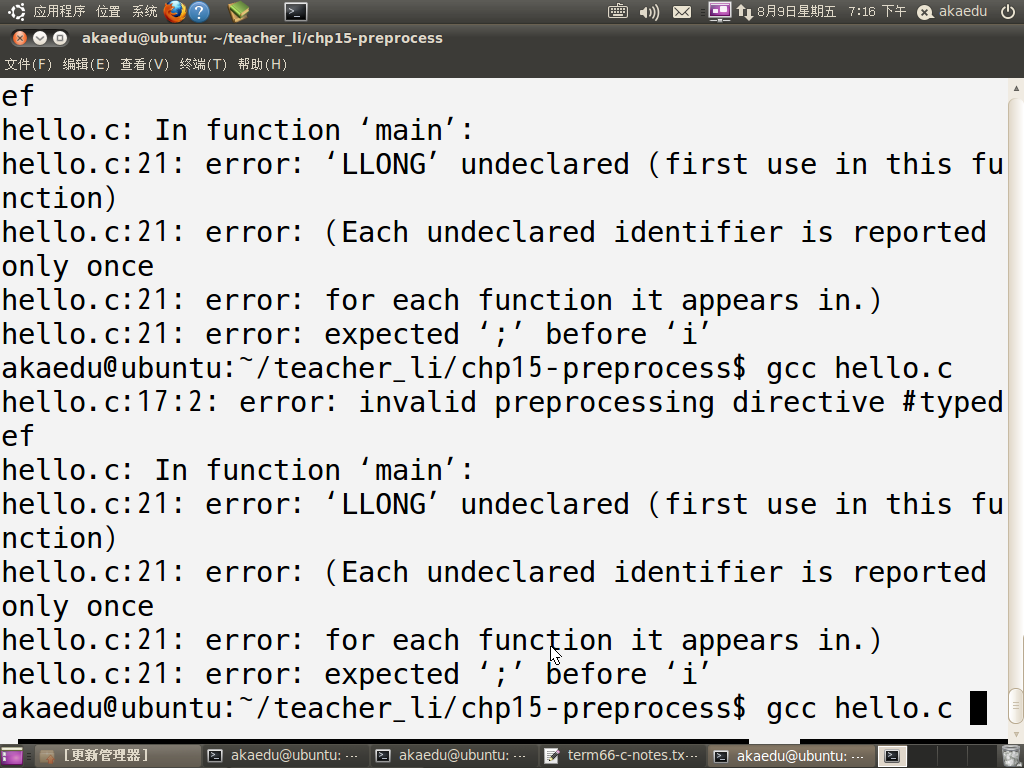 应用程序 位置 系统 8月9日星期五 7:16 下午 akaedu
akaedu@ubuntu: ~/teacher_li/chp15-preprocess
文件(F) 编辑(E) 查看(V) 终端(T) 帮助(H)
ef
hello.c: In function ‘main’:
hello.c:21: error: ‘LLONG’ undeclared (first use in this fu
nction)
hello.c:21: error: (Each undeclared identifier is reported
only once
hello.c:21: error: for each function it appears in.)
hello.c:21: error: expected ‘;’ before ‘i’
akaedu@ubuntu:~/teacher_li/chp15-preprocess$ gcc hello.c
hello.c:17:2: error: invalid preprocessing directive #typed
ef
hello.c: In function ‘main’:
hello.c:21: error: ‘LLONG’ undeclared (first use in this fu
nction)
hello.c:21: error: (Each undeclared identifier is reported
only once
hello.c:21: error: for each function it appears in.)
hello.c:21: error: expected ‘;’ before ‘i’
akaedu@ubuntu:~/teacher_li/chp15-preprocess$ gcc hello.c
[更新管理器] akaedu@ubuntu: ... akaedu@ubuntu: ... term66-c-notes.tx... akaedu@ubuntu: ...